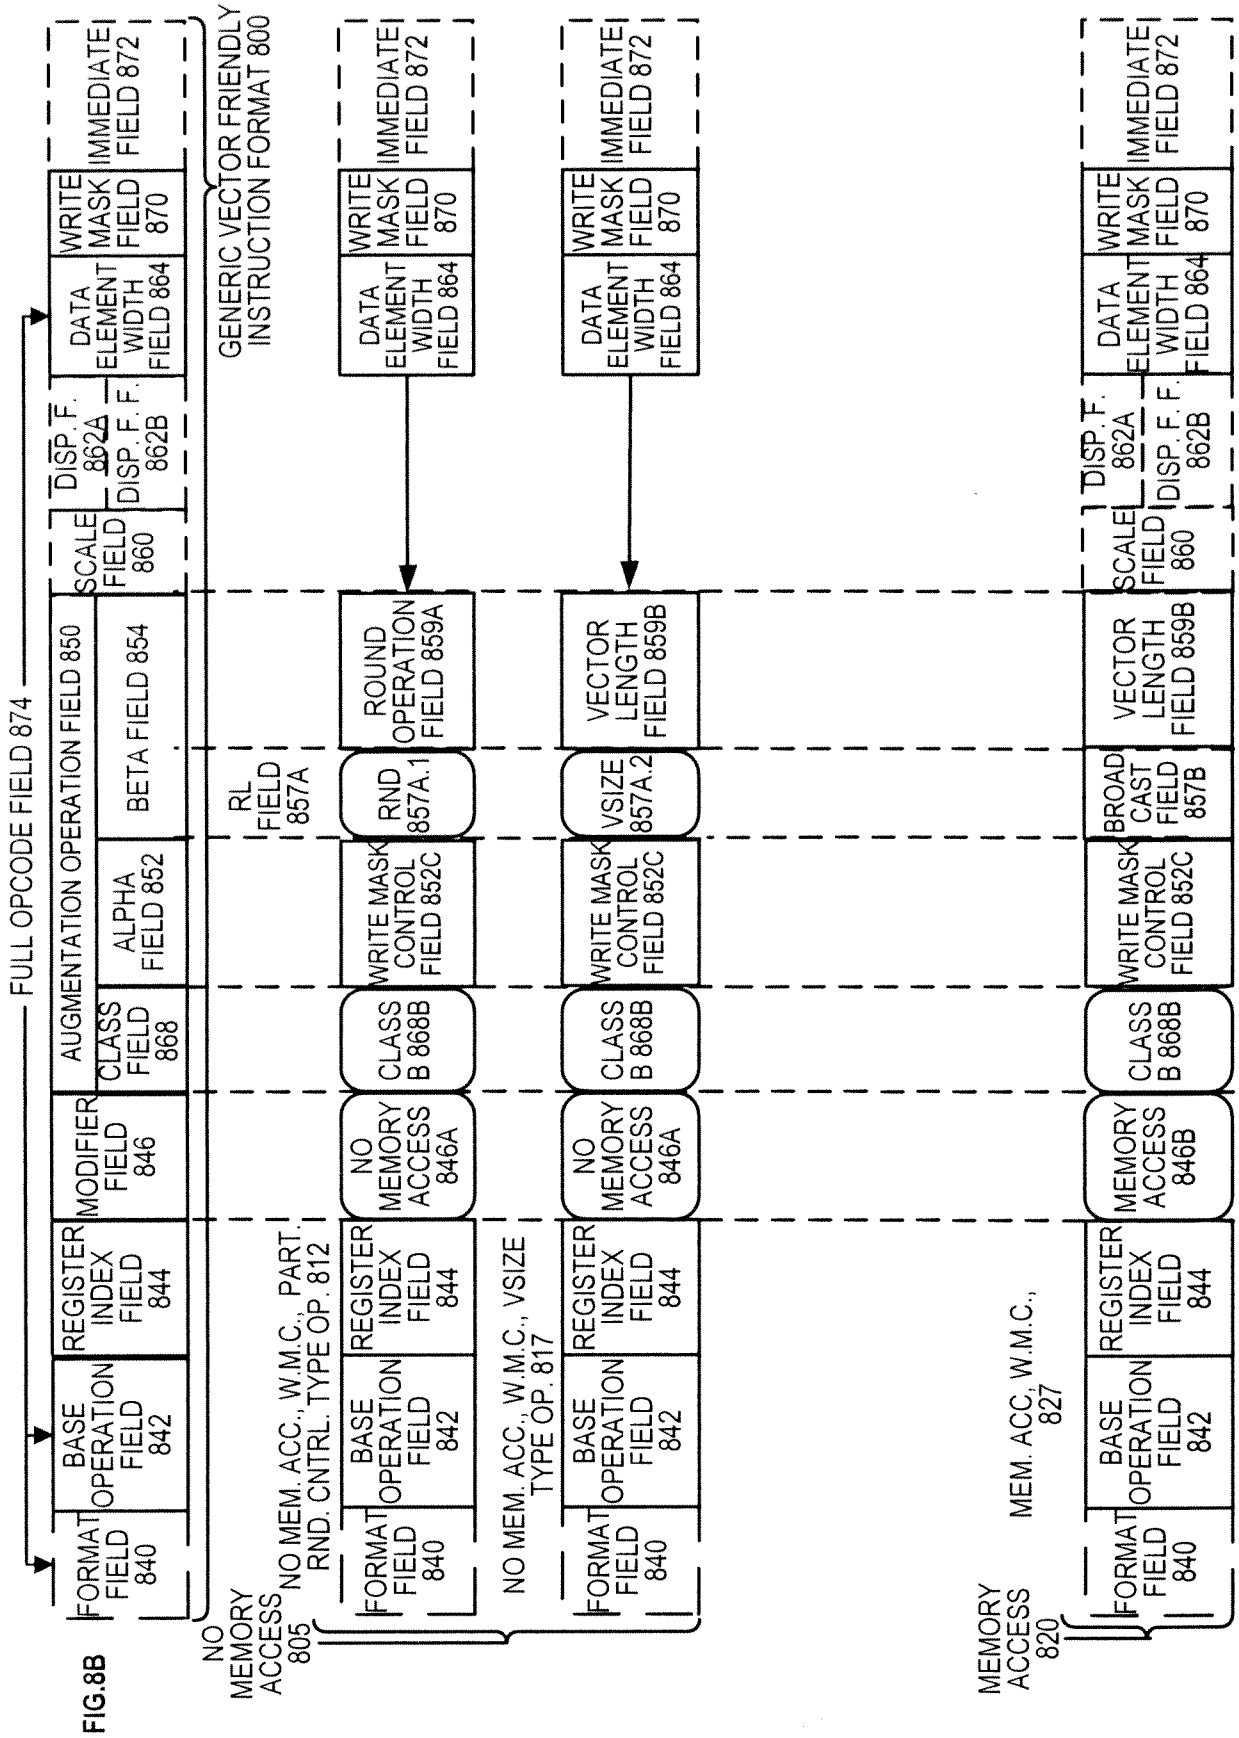 FIG.8B
FULL OPCODE FIELD 874
FORMAT
FIELD
840
BASE
OPERATION
FIELD
842
REGISTER
INDEX
FIELD
844
MODIFIER
FIELD
846
AUGMENTATION OPERATION FIELD 850
CLASS
FIELD
868
ALPHA
FIELD 852
BETA FIELD 854
SCALE
FIELD
860
DISP. F.
862A
DISP. F. F.
862B
DATA
ELEMENT
WIDTH
FIELD 864
WRITE
MASK
FIELD
870
IMMEDIATE
FIELD 872
GENERIC VECTOR FRIENDLY
INSTRUCTION FORMAT 800
NO
MEMORY
ACCESS
805
RL
FIELD
857A
NO MEM. ACC., W.M.C., PART.
RND. CNTRL. TYPE OP. 812
FORMAT
FIELD
840
BASE
OPERATION
FIELD
842
REGISTER
INDEX
FIELD
844
NO
MEMORY
ACCESS
846A
CLASS
B 868B
WRITE MASK
CONTROL
FIELD 852C
RND
857A.1
ROUND
OPERATION
FIELD 859A
DATA
ELEMENT
WIDTH
FIELD 864
WRITE
MASK
FIELD
870
IMMEDIATE
FIELD 872
NO MEM. ACC., W.M.C., VSIZE
TYPE OP. 817
FORMAT
FIELD
840
BASE
OPERATION
FIELD
842
REGISTER
INDEX
FIELD
844
NO
MEMORY
ACCESS
846A
CLASS
B 868B
WRITE MASK
CONTROL
FIELD 852C
VSIZE
857A.2
VECTOR
LENGTH
FIELD 859B
DATA
ELEMENT
WIDTH
FIELD 864
WRITE
MASK
FIELD
870
IMMEDIATE
FIELD 872
MEMORY
ACCESS
820
MEM. ACC, W.M.C.,
827
FORMAT
FIELD
840
BASE
OPERATION
FIELD
842
REGISTER
INDEX
FIELD
844
MEMORY
ACCESS
846B
CLASS
B 868B
WRITE MASK
CONTROL
FIELD 852C
BROAD
CAST
FIELD
857B
VECTOR
LENGTH
FIELD 859B
SCALE
FIELD
860
DISP. F.
862A
DISP. F. F.
862B
DATA
ELEMENT
WIDTH
FIELD 864
WRITE
MASK
FIELD
870
IMMEDIATE
FIELD 872